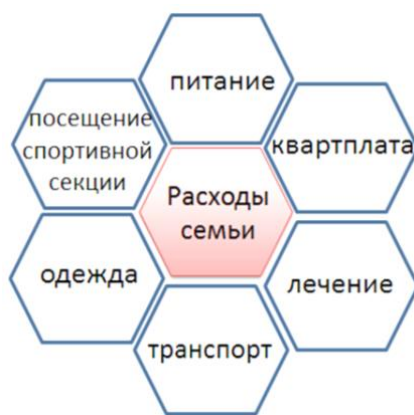 питание
квартплата
лечение
транспорт
одежда
посещение
спортивной
секции
Расходы
семьи